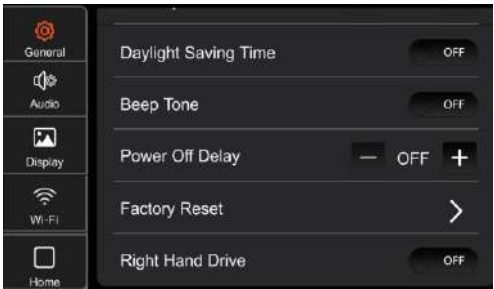 General
Audio
Display
Wi-Fi
Home
Daylight Saving Time OFF
Beep Tone OFF
Power Off Delay — OFF +
Factory Reset >
Right Hand Drive OFF